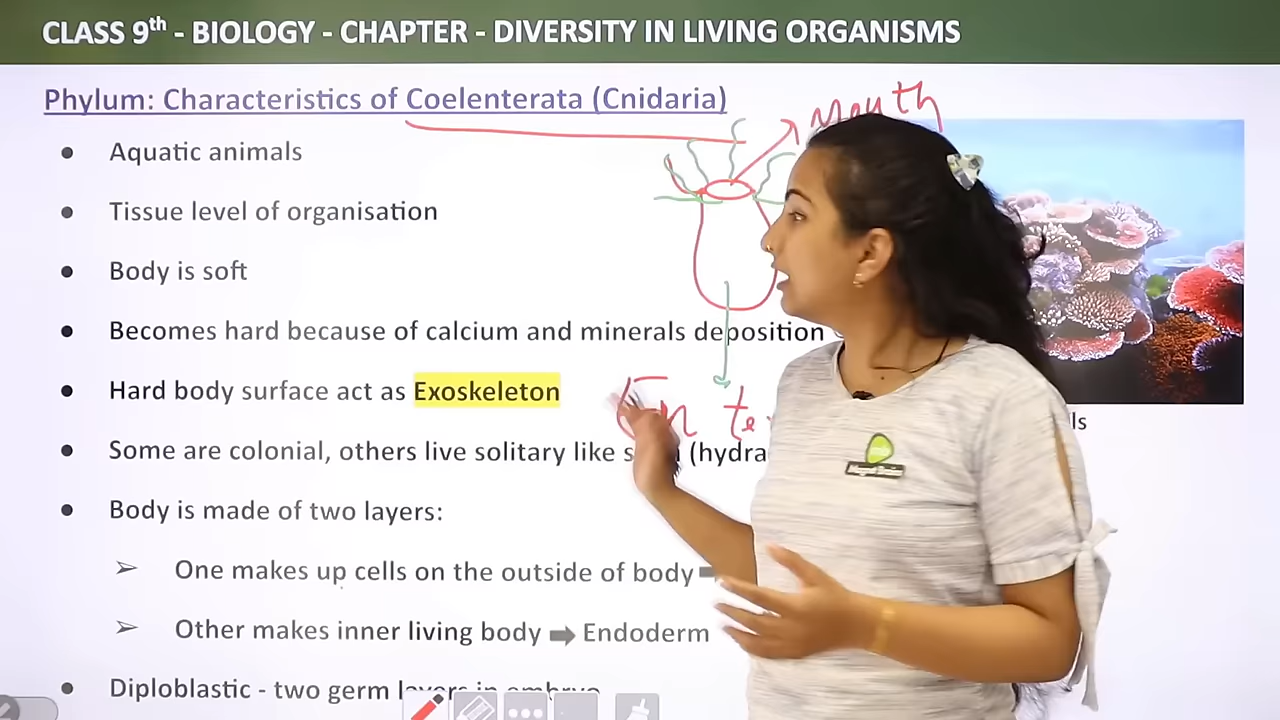 CLASS 9th - BIOLOGY - CHAPTER - DIVERSITY IN LIVING ORGANISMS
Phylum: Characteristics of Coelenterata (Cnidaria)
Mouth
• Aquatic animals
• Tissue level of organisation
• Body is soft
• Becomes hard because of calcium and minerals deposition
• Hard body surface act as Exoskeleton
• Some are colonial, others live solitary like (hydra
• Body is made of two layers:
➢ One makes up cells on the outside of body
➢ Other makes inner living body ➡ Endoderm
• Diploblastic - two germ layers in embryo